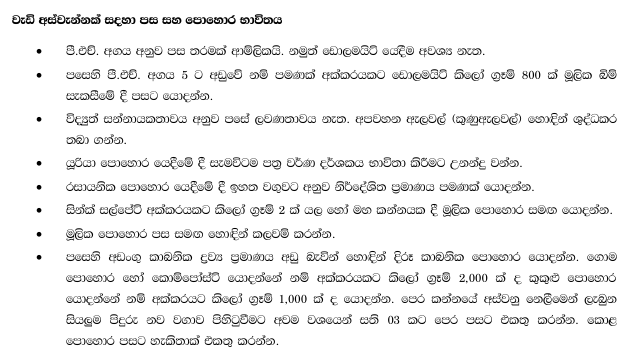 වැඩි අස්වැන්නක් සදහා පස සහ පොහොර භාවිතය
● පී.එච්. අගය අනුව පස තරමක් ආම්ලිකයි. නමුත් ඩොලමයිට් යෙදීම අවශ්‍ය නැත.
● පසෙහි පී.එච්. අගය 5 ට අඩුවේ නම් පමණක් අක්කරයකට ඩොලමයිට් කිලෝ ග්‍රෑම් 800 ක් මූලික බිම්
සැකසීමේ දී පසට යොදන්න.
● විද්‍යුත් සන්නායකතාවය අනුව පසේ ලවණතාවය නැත. අපවහන ඇලවල් (කුණුඇලවල්) හොඳින් ශුද්ධකර
තබා ගන්න.
● යූරියා පොහොර යෙදීමේ දී සැමවිටම පත්‍ර වර්ණ දර්ශකය භාවිතා කිරීමට උනන්දු වන්න.
● රසායනික පොහොර යෙදීමේ දී ඉහත වගුවට අනුව නිර්දේශිත ප්‍රමාණය පමණක් යොදන්න.
● සින්ක් සල්පේට් අක්කරයකට කිලෝ ග්‍රෑම් 2 ක් යල හෝ මහ කන්නයක දී මූලික පොහොර සමඟ යොදන්න.
● මූලික පොහොර පස සමඟ හොඳින් කලවම් කරන්න.
● පසෙහි අඩංගු කාබනික ද්‍රව්‍ය ප්‍රමාණය අඩු බැවින් හොඳින් දිරූ කාබනික පොහොර යොදන්න. ගොම
පොහොර හෝ කොම්පෝස්ට් යොදන්නේ නම් අක්කරයකට කිලෝ ග්‍රෑම් 2,000 ක් ද කුකුළු පොහොර
යොදන්නේ නම් අක්කරයට කිලෝ ග්‍රෑම් 1,000 ක් ද යොදන්න. පෙර කන්නයේ අස්වනු නෙලීමෙන් ලැබුන
සියලුම පිදුරු නව වගාව පිහිටුවීමට අවම වශයෙන් සති 03 කට පෙර පසට එකතු කරන්න. කොළ
පොහොර පසට හැකිතාක් එකතු කරන්න.